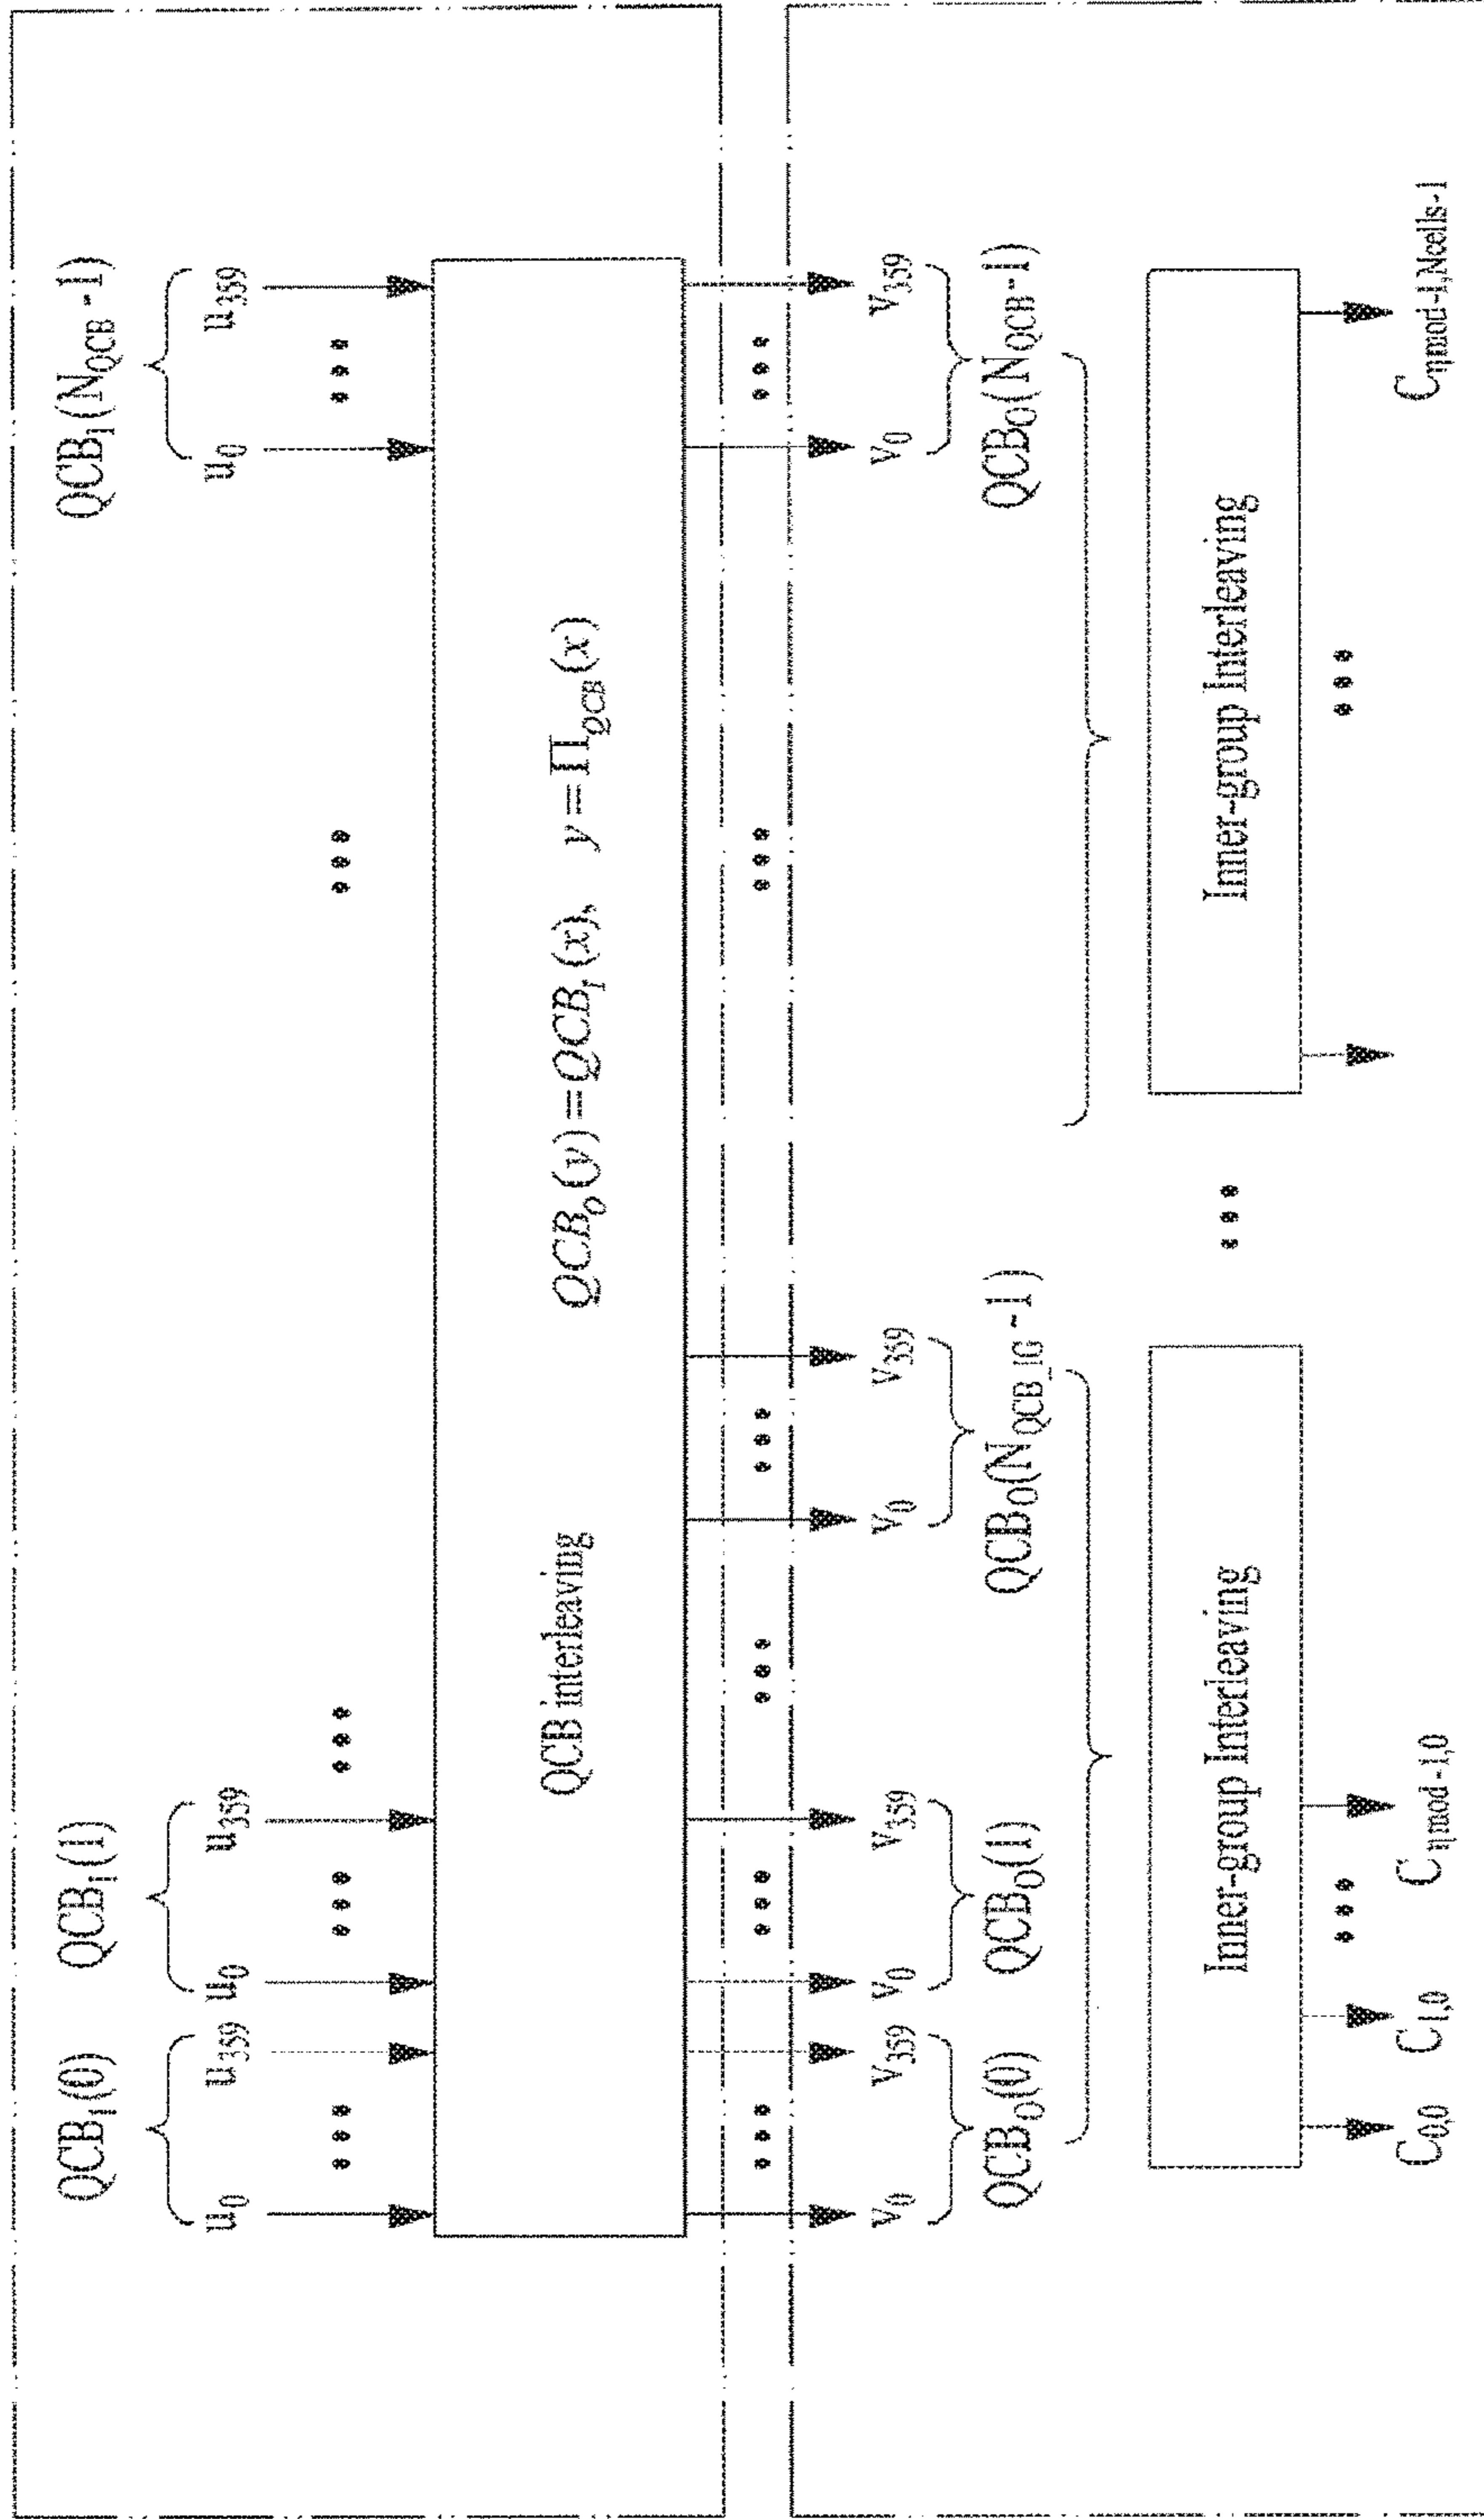 QCB_I(0) QCB_I(1) QCB_I(N_QCB -1)
u_0 ••• u_359 u_0 ••• u_359 ••• ••• u_0 ••• u_359
QCB interleaving QCB_O(y)=QCB_I(x), y=∏_QCB(x)
••• ••• ••• ••• ••• •••
v_0 v_359 v_0 v_359 v_0 v_359 v_0 v_359
QCB_O(0) QCB_O(1) QCB_O(N_QCB_IG -1) QCB_O(N_QCB -1)
Inner-group Interleaving ••• Inner-group Interleaving
••• •••
C_0,0 C_1,0 C_ηmod -1,0 C_ηmod -1,Ncells -1